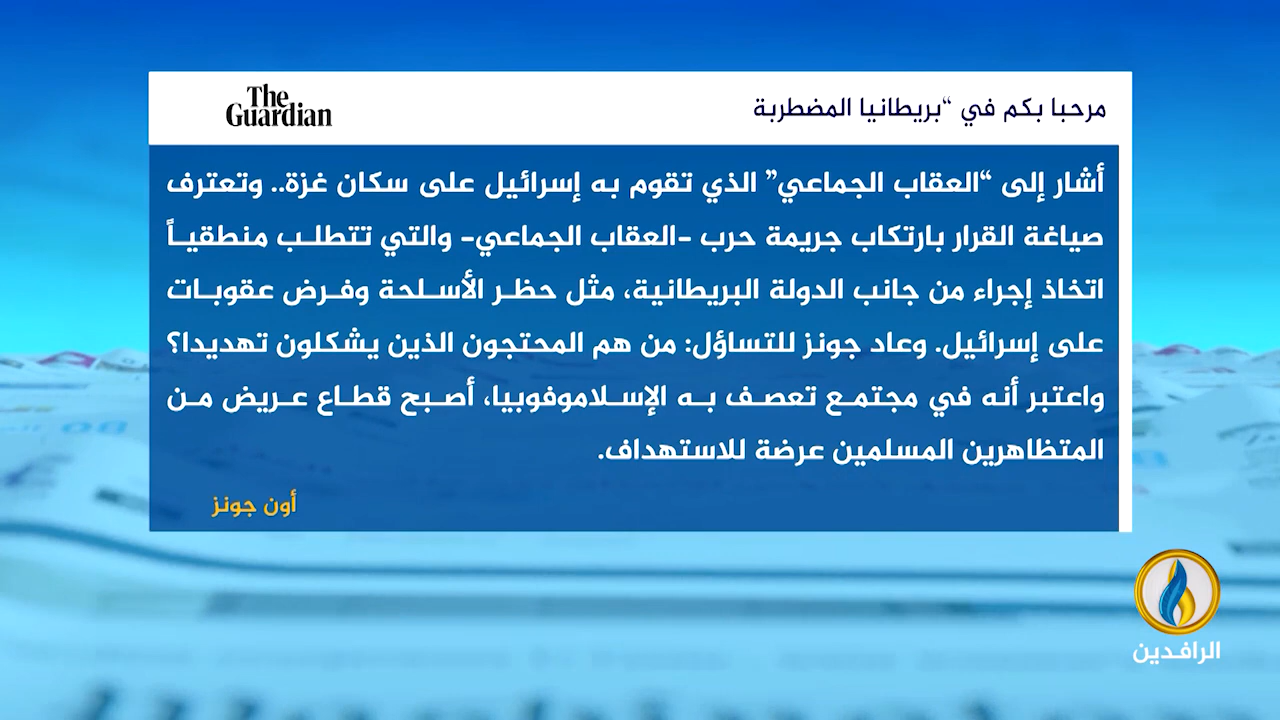 The
Guardian
مرحبا بكم في “بريطانيا المضطربة
أشار إلى “العقاب الجماعي” الذي تقوم به إسرائيل على سكان غزة.. وتعترف
صياغة القرار بارتكاب جريمة حرب -العقاب الجماعي- والتي تتطلب منطقياً
اتخاذ إجراء من جانب الدولة البريطانية، مثل حظر الأسلحة وفرض عقوبات
على إسرائيل. وعاد جونز للتساؤل: من هم المحتجون الذين يشكلون تهديدا؟
واعتبر أنه في مجتمع تعصف به الإسلاموفوبيا، أصبح قطاع عريض من
المتظاهرين المسلمين عرضة للاستهداف.
أون جونز
الرافدين